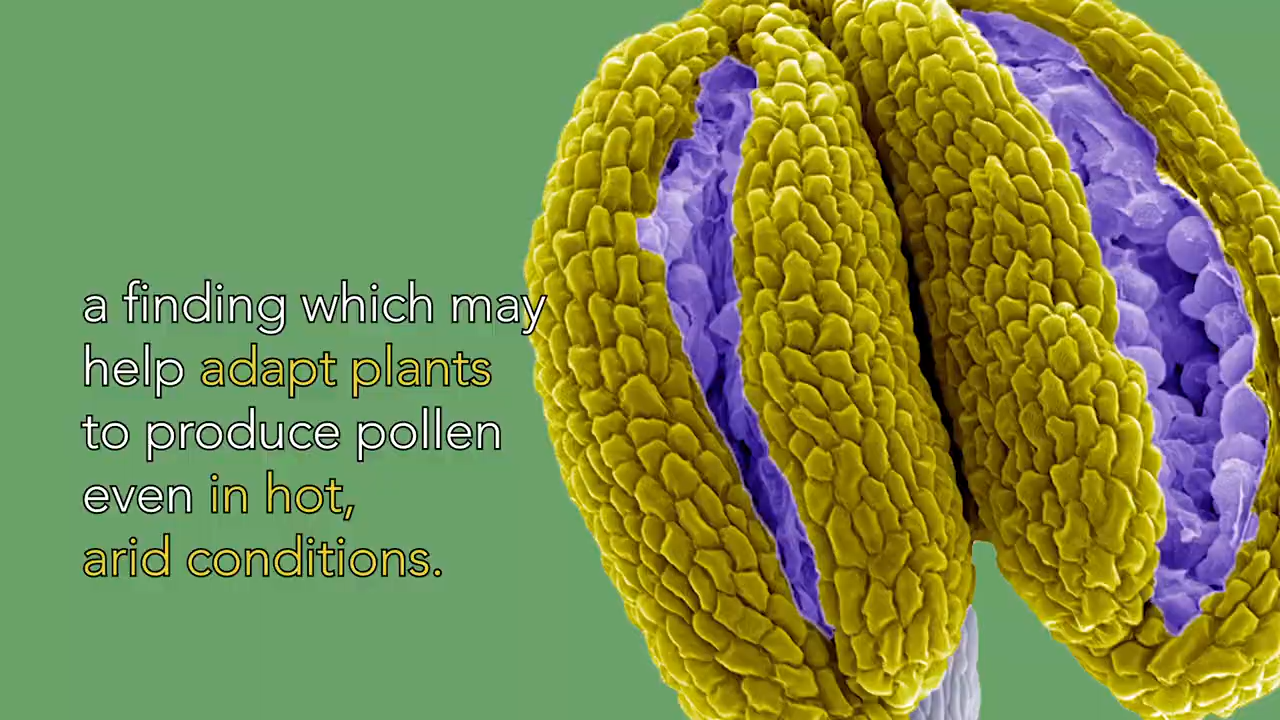 a finding which may
help adapt plants
to produce pollen
even in hot,
arid conditions.